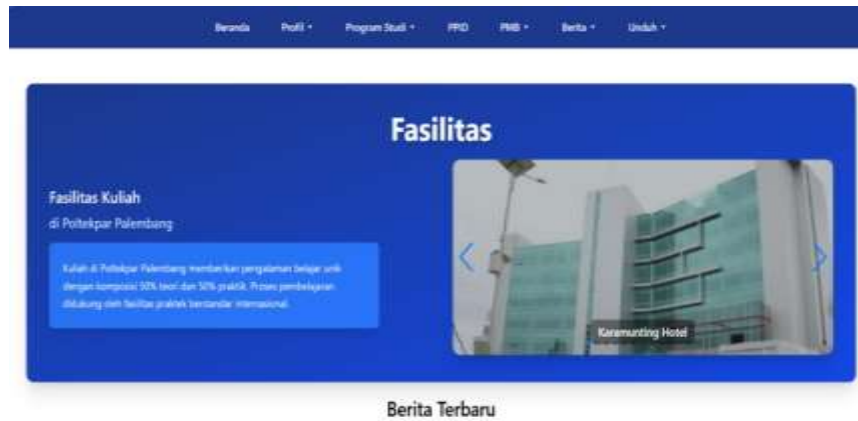 Beranda Profil Program Studi PPID PMB Berita Unduh
Fasilitas
Fasilitas Kuliah
di Poltekpar Palembang
Kuliah di Poltekpar Palembang memberikan pengalaman belajar unik
dengan komposisi 50% teori dan 50% praktik. Proses pembelajaran
didukung oleh fasilitas praktek berstandar internasional.
Karamunting Hotel
Berita Terbaru